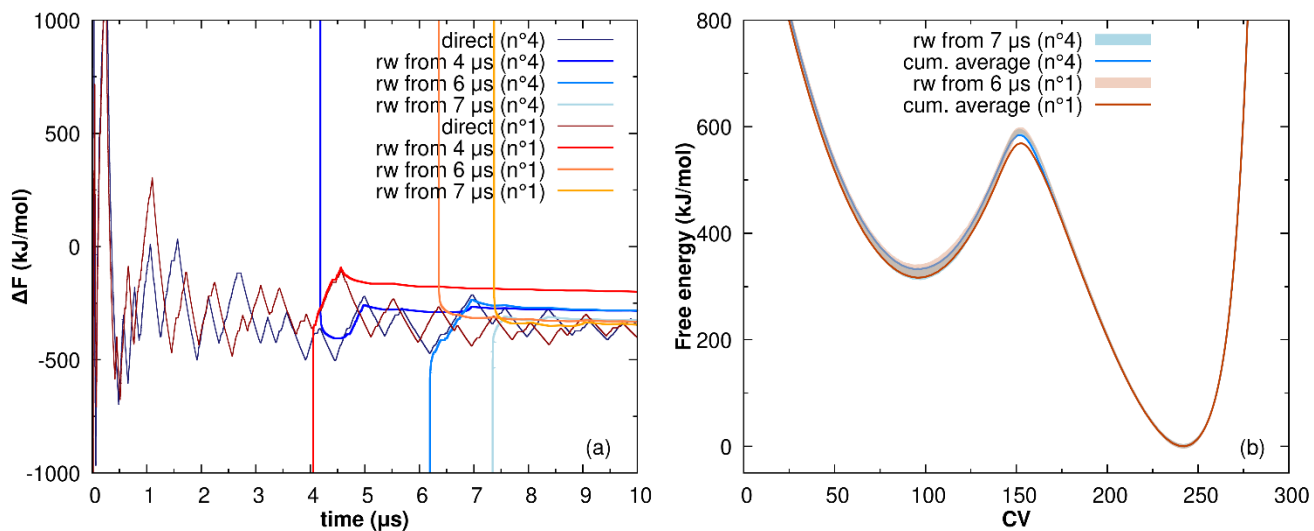 1000
500
0
-500
-1000
ΔF (kJ/mol)
direct (n°4)
rw from 4 µs (n°4)
rw from 6 µs (n°4)
rw from 7 µs (n°4)
direct (n°1)
rw from 4 µs (n°1)
rw from 6 µs (n°1)
rw from 7 µs (n°1)
(a)
0 1 2 3 4 5 6 7 8 9 10
time (µs)
800
600
400
200
0
Free energy (kJ/mol)
rw from 7 µs (n°4)
cum. average (n°4)
rw from 6 µs (n°1)
cum. average (n°1)
(b)
0 50 100 150 200 250 300
CV